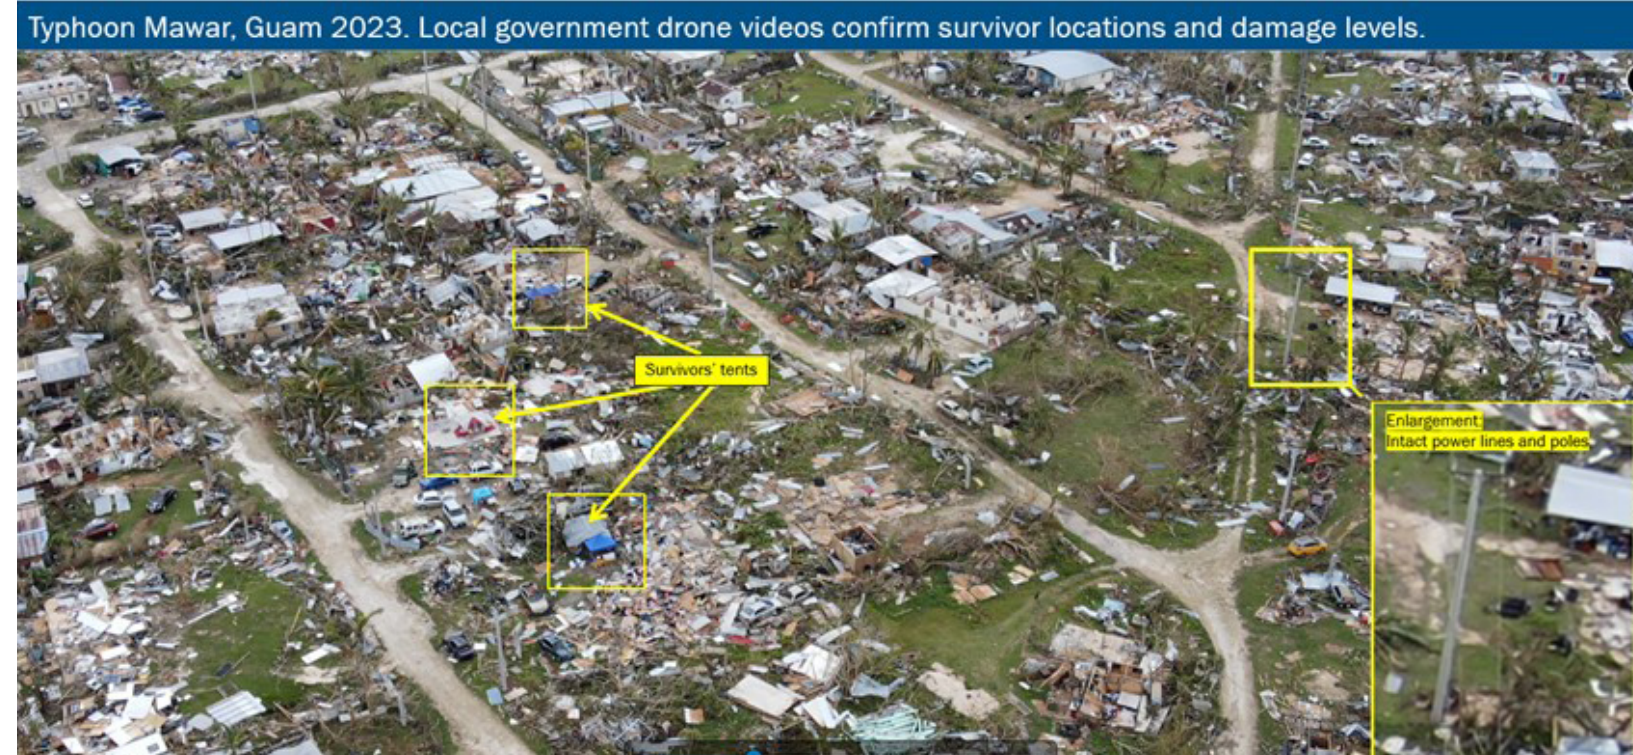 Typhoon Mawar, Guam 2023. Local government drone videos confirm survivor locations and damage levels.
Survivors' tents
Enlargement:
Intact power lines and poles